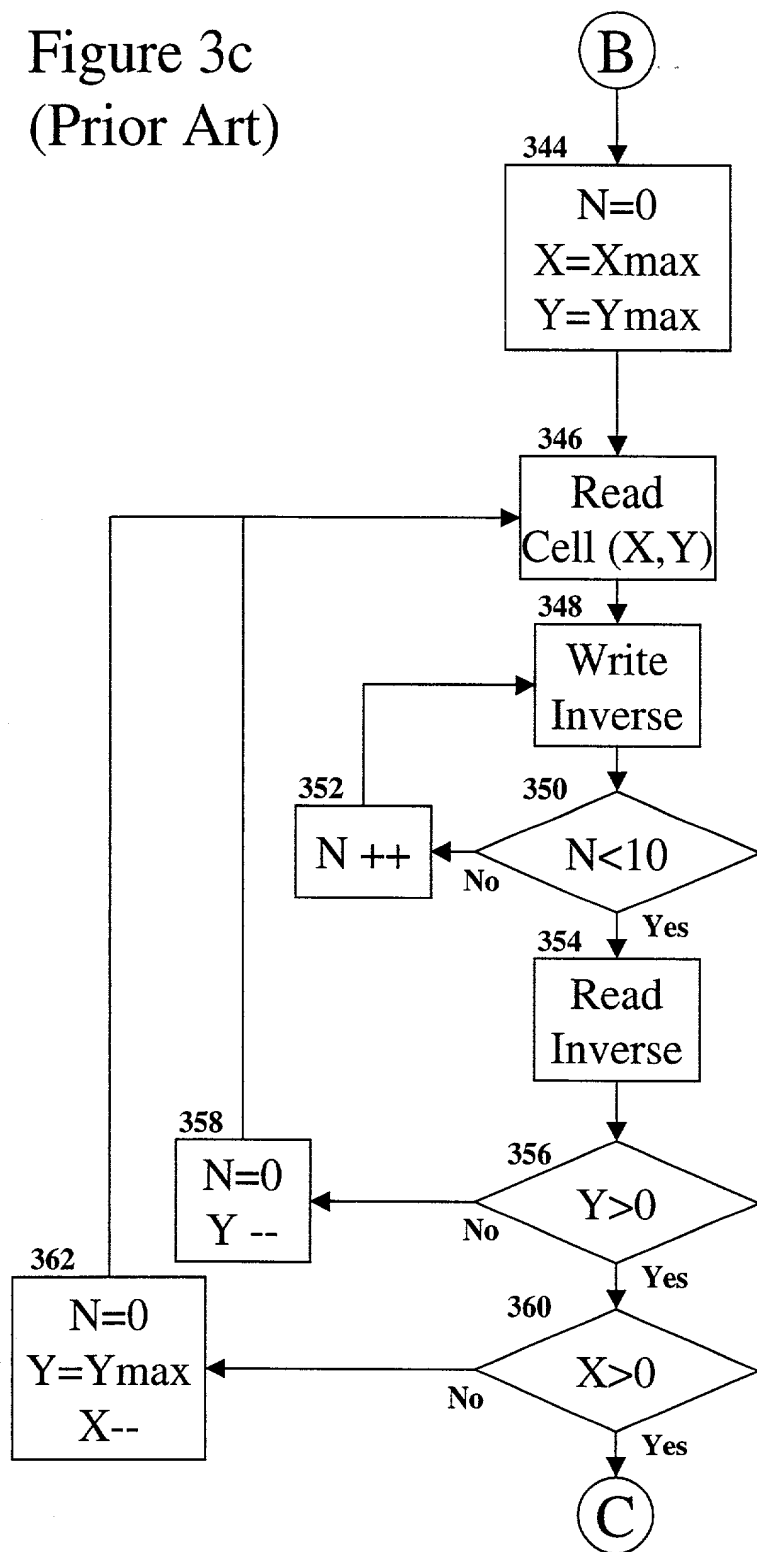 Figure 3c
(Prior Art)
B
344
N=0
X=Xmax
Y=Ymax
346
Read
Cell (X,Y)
348
Write
Inverse
352
N ++
350
N<10
No
Yes
354
Read
Inverse
358
N=0
Y --
356
Y>0
No
Yes
362
N=0
Y=Ymax
X--
360
X>0
No
Yes
C